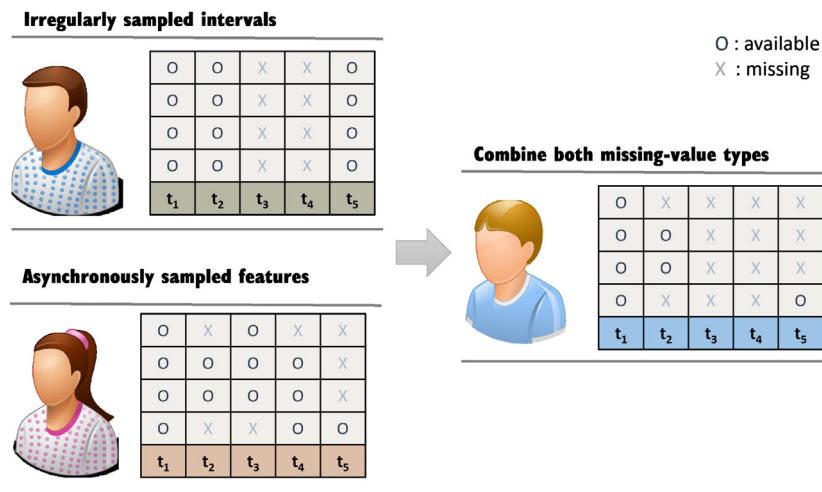 Irregularly sampled intervals
O O X X O
O O X X O
O O X X O
O O X X O
t₁ t₂ t₃ t₄ t₅
Asynchronously sampled features
O X O X X
O O O O X
O O O O X
O X X O O
t₁ t₂ t₃ t₄ t₅
O : available
X : missing
Combine both missing-value types
O X X X X
O O X X X
O O X X X
O X X X O
t₁ t₂ t₃ t₄ t₅